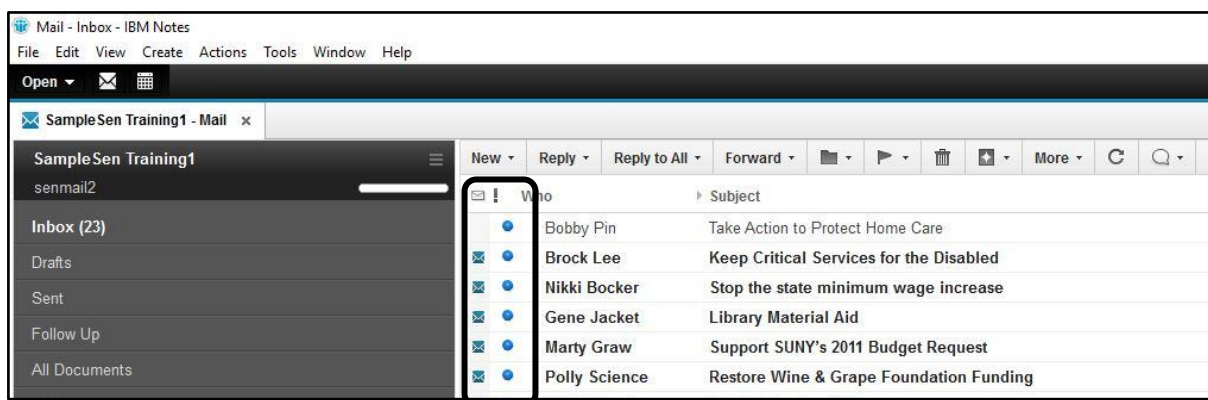 Mail - Inbox - IBM Notes
File Edit View Create Actions Tools Window Help
Open
SampleSen Training1 - Mail x
SampleSen Training1
senmail2
Inbox (23)
Drafts
Sent
Follow Up
All Documents
New Reply Reply to All Forward More
! Who Subject
Bobby Pin Take Action to Protect Home Care
Brock Lee Keep Critical Services for the Disabled
Nikki Bocker Stop the state minimum wage increase
Gene Jacket Library Material Aid
Marty Graw Support SUNY's 2011 Budget Request
Polly Science Restore Wine & Grape Foundation Funding